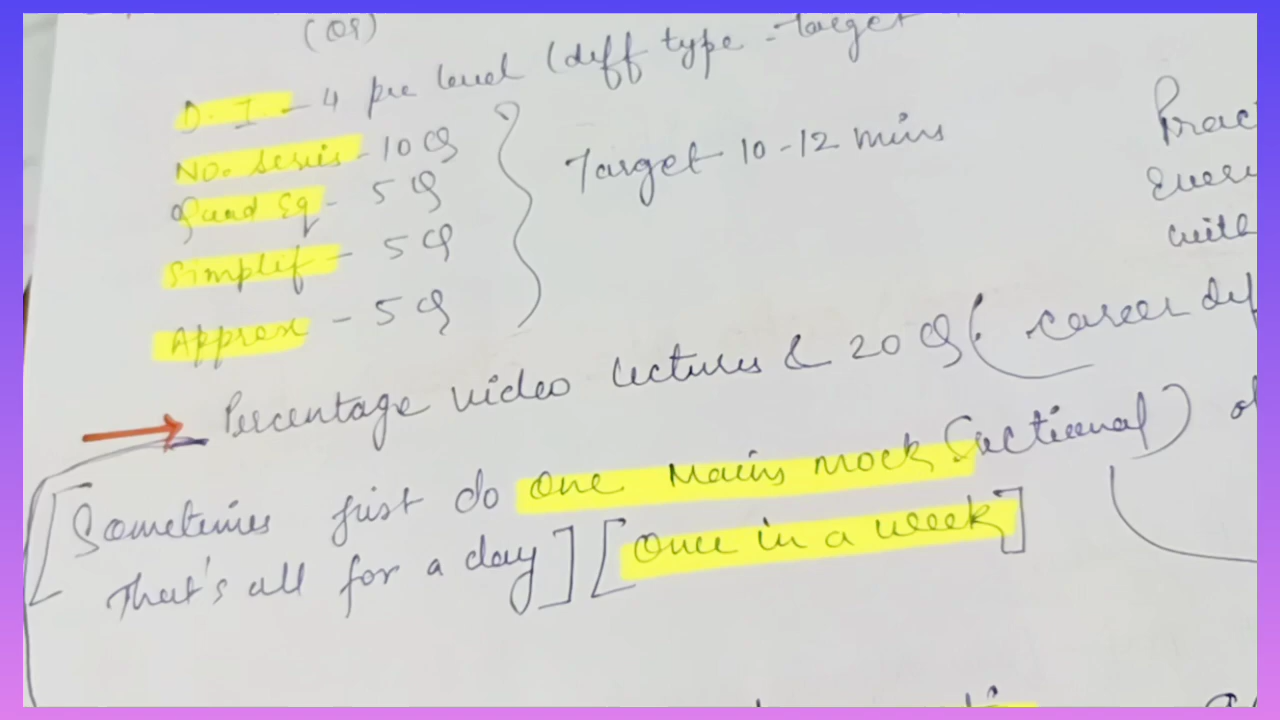 (or)
D.I. - 4 pre level (diff type - Target
No. series - 10 Q
Quad Eq - 5 Q
Simplif - 5 Q
Approx - 5 Q
Target 10-12 mins
Percentage video lectures & 20 Q (career def
[Sometimes just do one Mains mock (sectional)
That's all for a day] [once in a week]